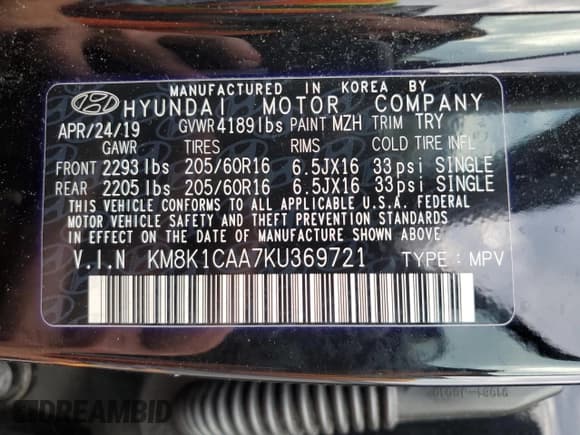 MANUFACTURED IN KOREA BY
HYUNDAI MOTOR COMPANY
APR/24/19 GVWR 4189lbs PAINT MZH TRIM TRY
GAWR TIRES RIMS COLD TIRE INFL
FRONT 2293lbs 205/60R16 6.5JX16 33psi SINGLE
REAR 2205lbs 205/60R16 6.5JX16 33psi SINGLE
THIS VEHICLE CONFORMS TO ALL APPLICABLE U.S.A. FEDERAL
MOTOR VEHICLE SAFETY AND THEFT PREVENTION STANDARDS
IN EFFECT ON THE DATE OF MANUFACTURE SHOWN ABOVE.
V.I.N KM8K1CAA7KU369721 TYPE : MPV
DREAMBID